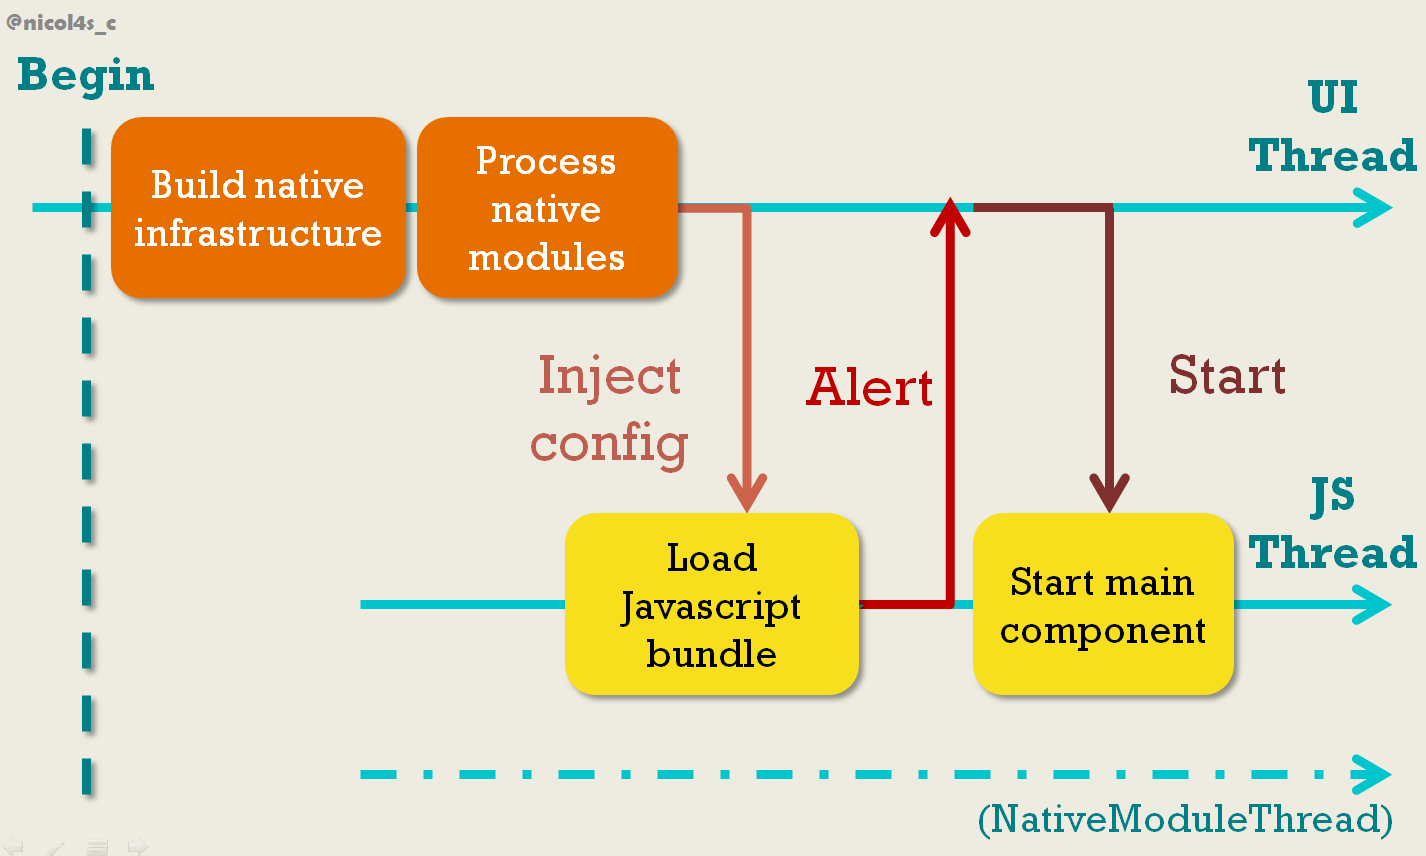 @nicol4s_c
Begin
UI
Thread
Build native
infrastructure
Process
native
modules
Inject
config
Alert
Start
JS
Thread
Load
Javascript
bundle
Start main
component
(NativeModuleThread)